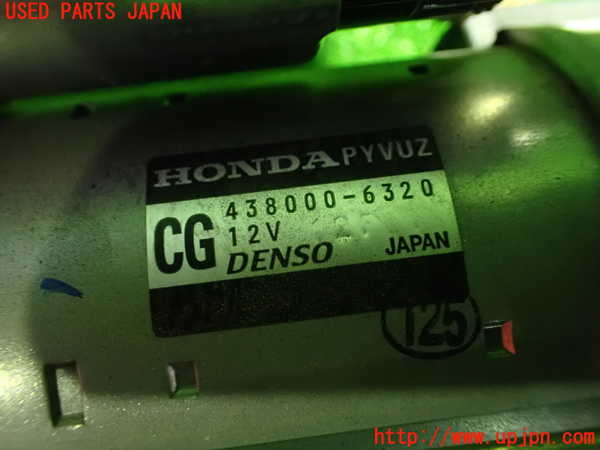 USED PARTS JAPAN
HONDA PYVUZ
CG 438000-6320
12V
DENSO JAPAN
125
http://www.upjpn.com